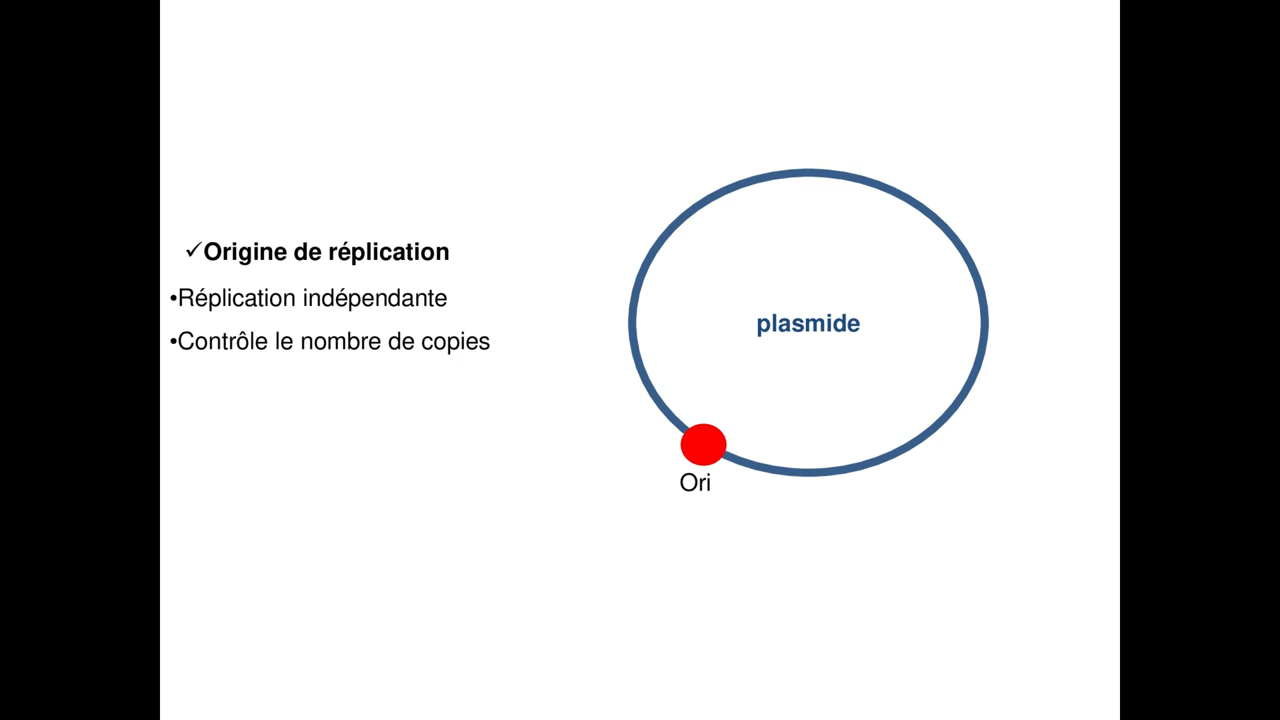 ✓Origine de réplication
•Réplication indépendante
•Contrôle le nombre de copies
plasmide
Ori